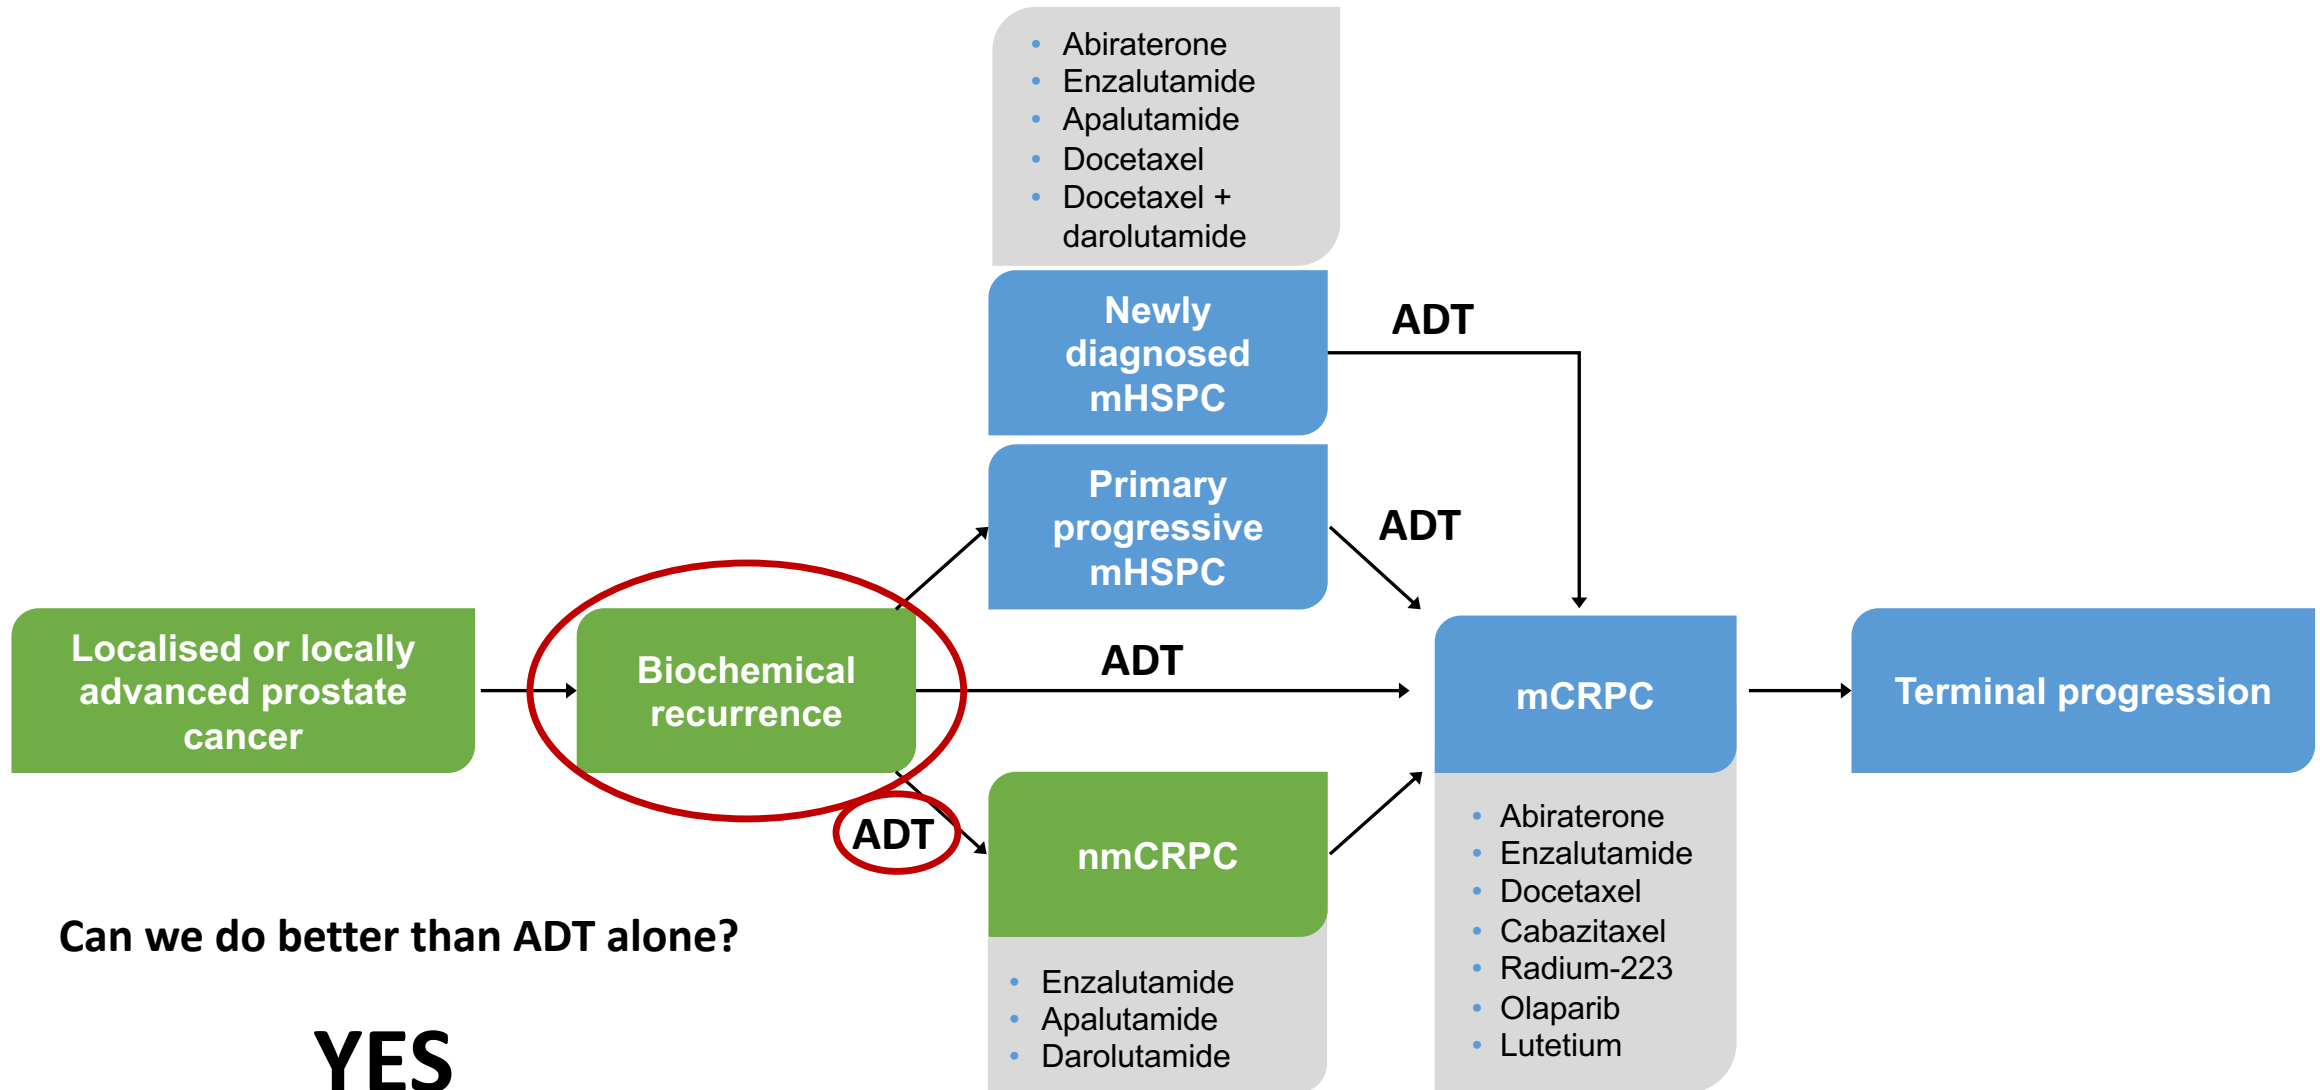 • Abiraterone
• Enzalutamide
• Apalutamide
• Docetaxel
• Docetaxel +
darolutamide
Newly
diagnosed
mHSPC
ADT
Primary
progressive
mHSPC
ADT
Localised or locally
advanced prostate
cancer
Biochemical
recurrence
ADT
mCRPC
Terminal progression
ADT
nmCRPC
• Abiraterone
• Enzalutamide
• Docetaxel
• Cabazitaxel
• Radium-223
• Olaparib
• Lutetium
• Enzalutamide
• Apalutamide
• Darolutamide
Can we do better than ADT alone?
YES